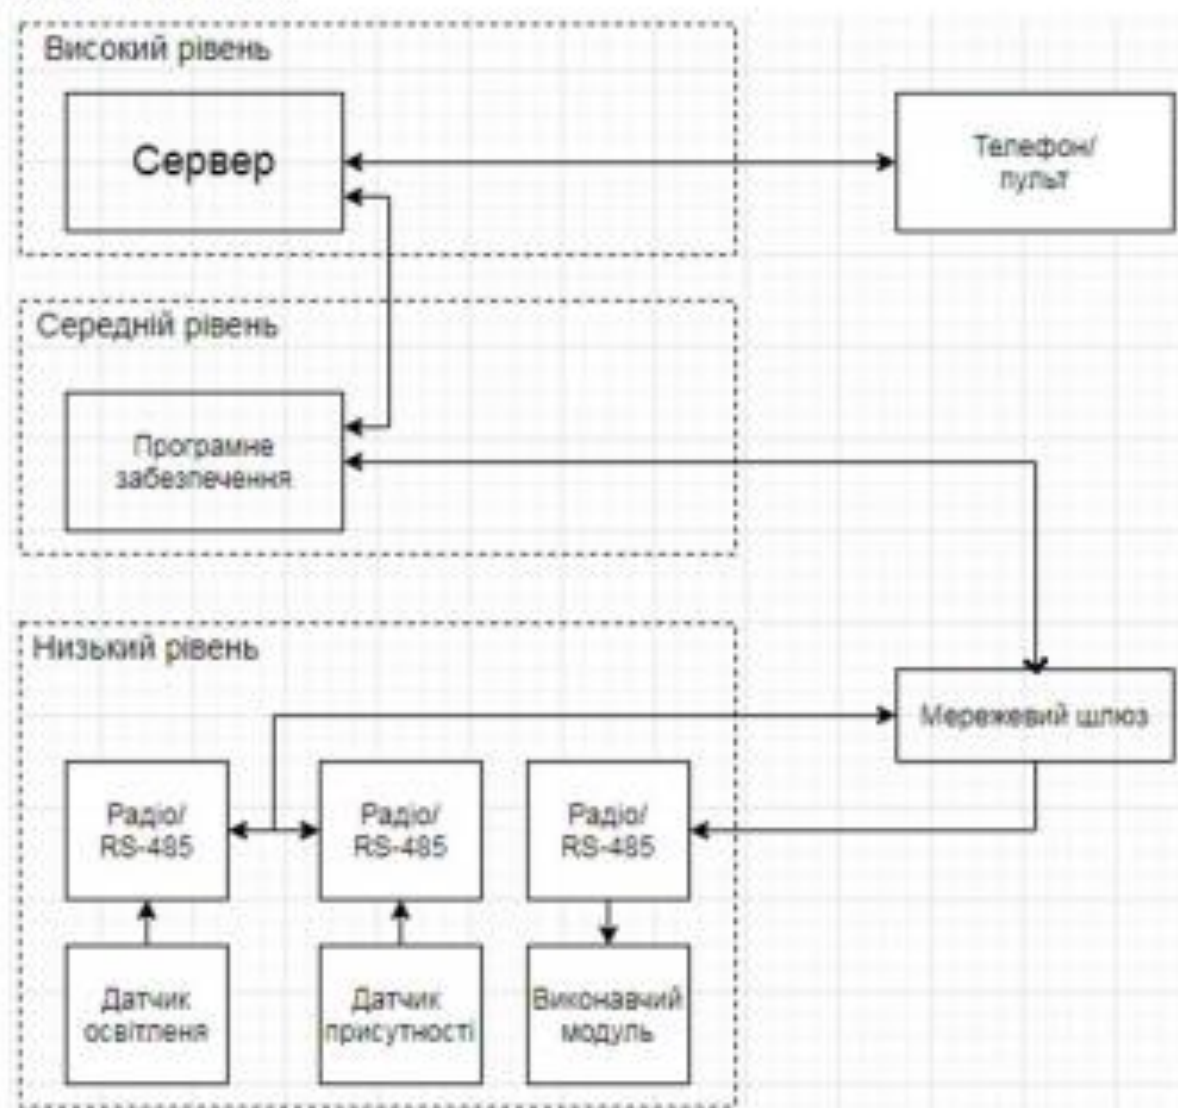 Високий рівень
Сервер
Телефон/
пульт
Середній рівень
Програмне
забезпечення
Низький рівень
Мережевий шлюз
Радіо/
RS-485
Радіо/
RS-485
Радіо/
RS-485
Датчик
освітленя
Датчик
присутності
Виконавчий
модуль